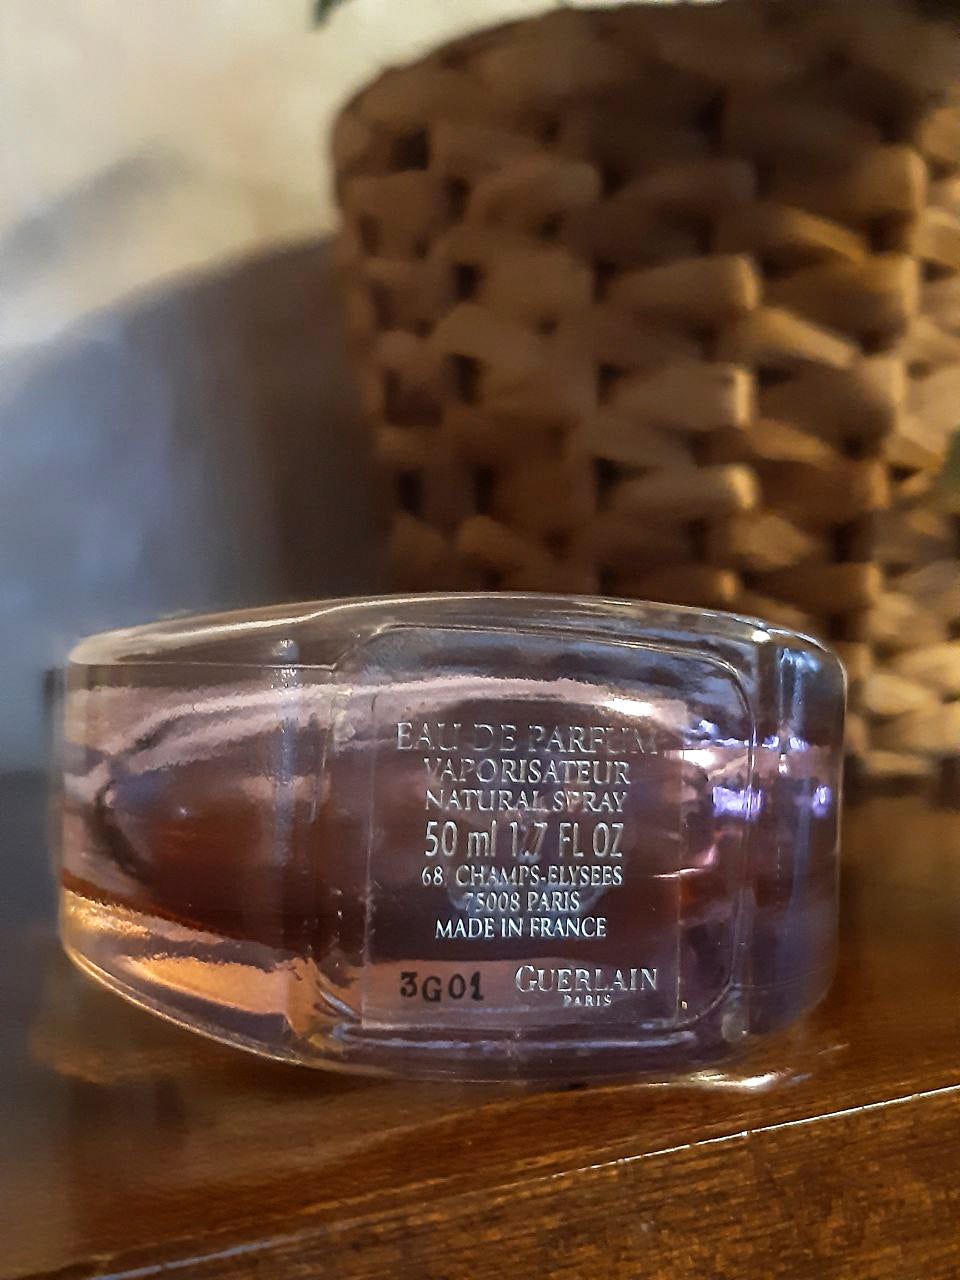 EAU DE PARFUM
VAPORISATEUR
NATURAL SPRAY
50 ml 1.7 FL OZ
68, CHAMPS-ELYSEES
75008 PARIS
MADE IN FRANCE
3G01 GUERLAIN
PARIS